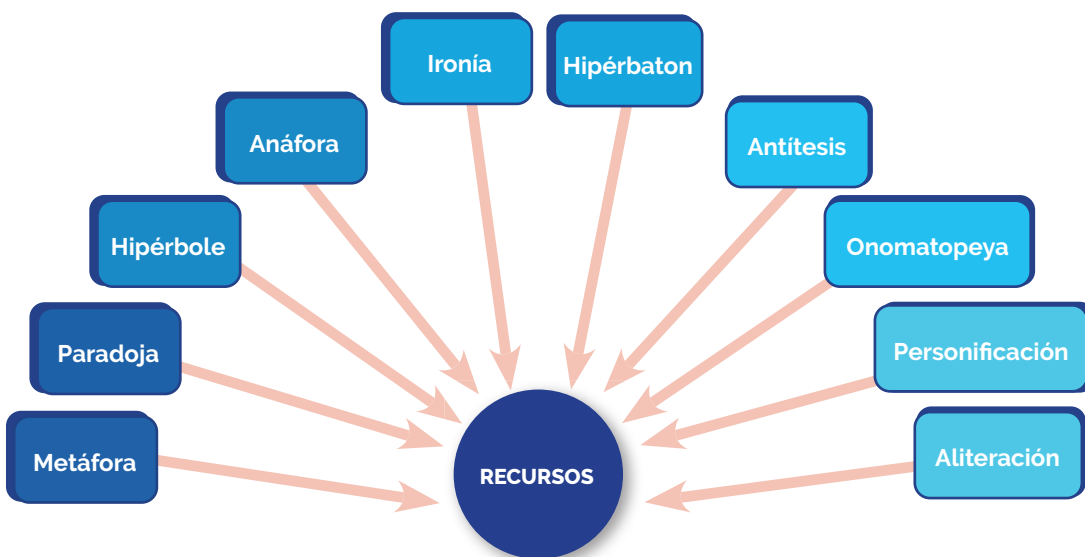 Ironía
Hipérbaton
Anáfora
Antítesis
Hipérbole
Onomatopeya
Paradoja
Personificación
Metáfora
Aliteración
RECURSOS